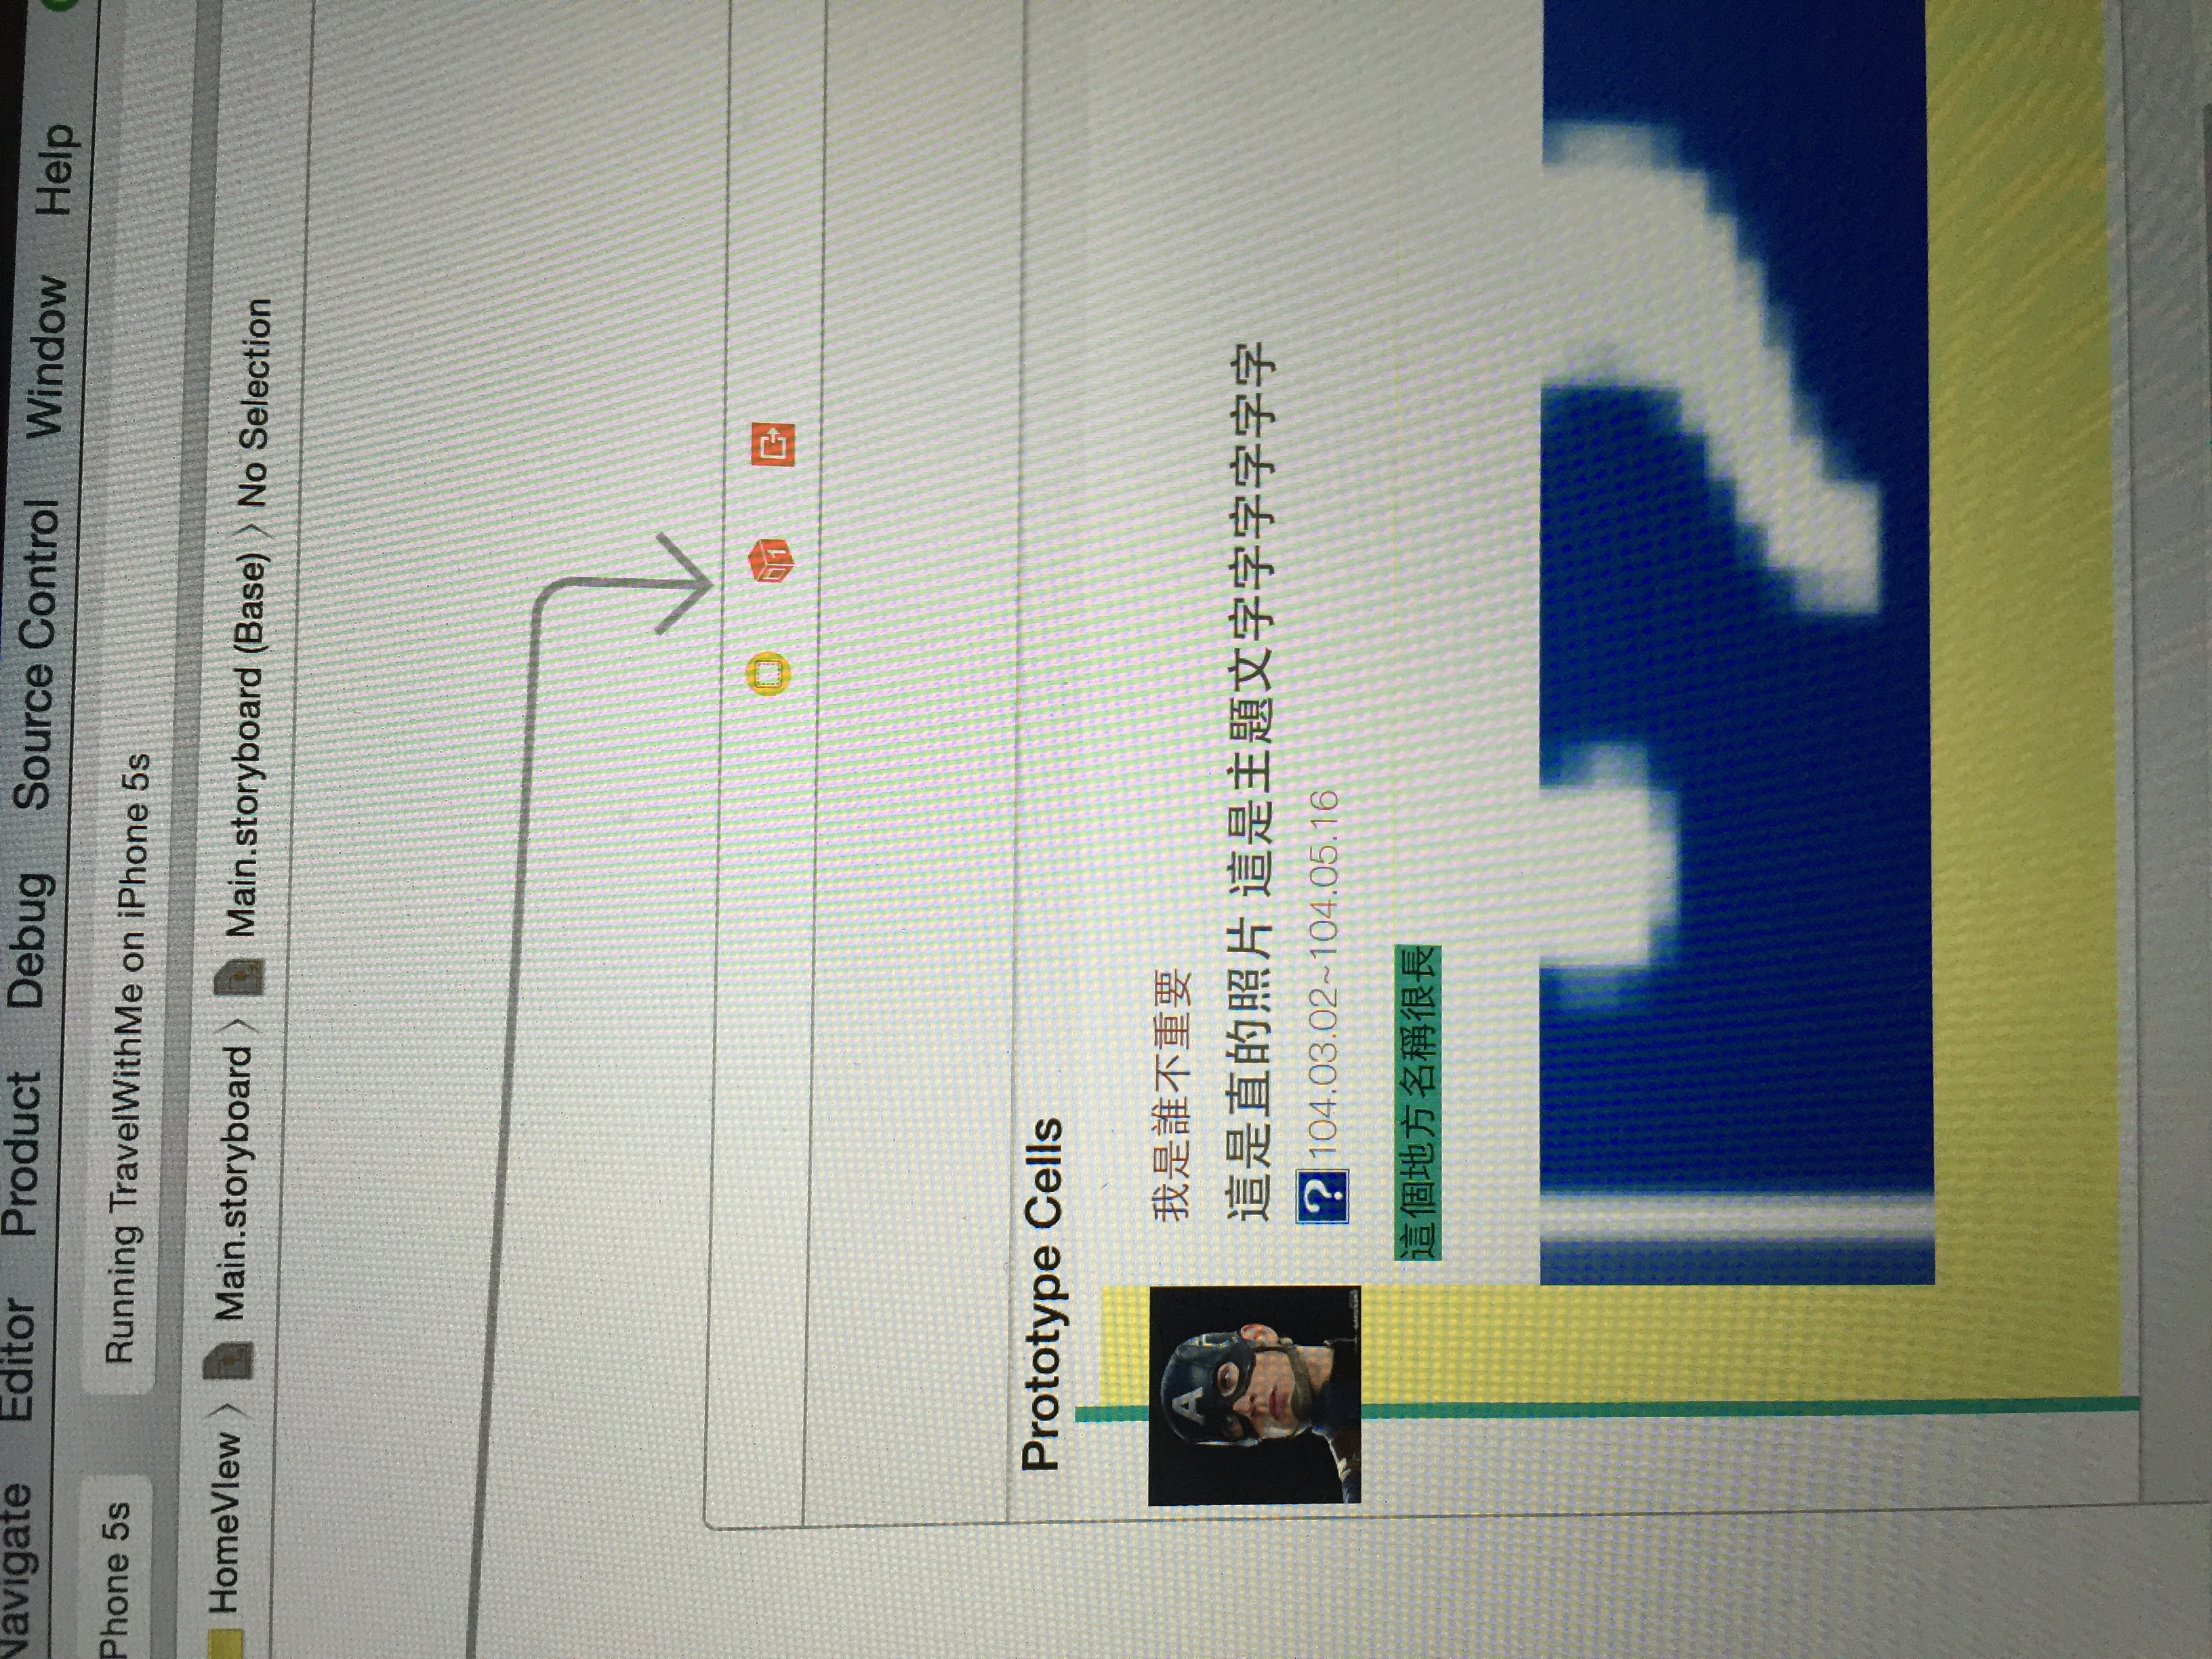 Navigate Editor Product Debug Source Control Window Help
Phone 5s Running TravelWithMe on iPhone 5s
HomeVIew 〉 Main.storyboard 〉 Main.storyboard (Base) 〉 No Selection
1
Prototype Cells
A
我是誰不重要
這是直的照片 這是主題文字字字字字字
? 104.03.02~104.05.16
這個地方名稱很長